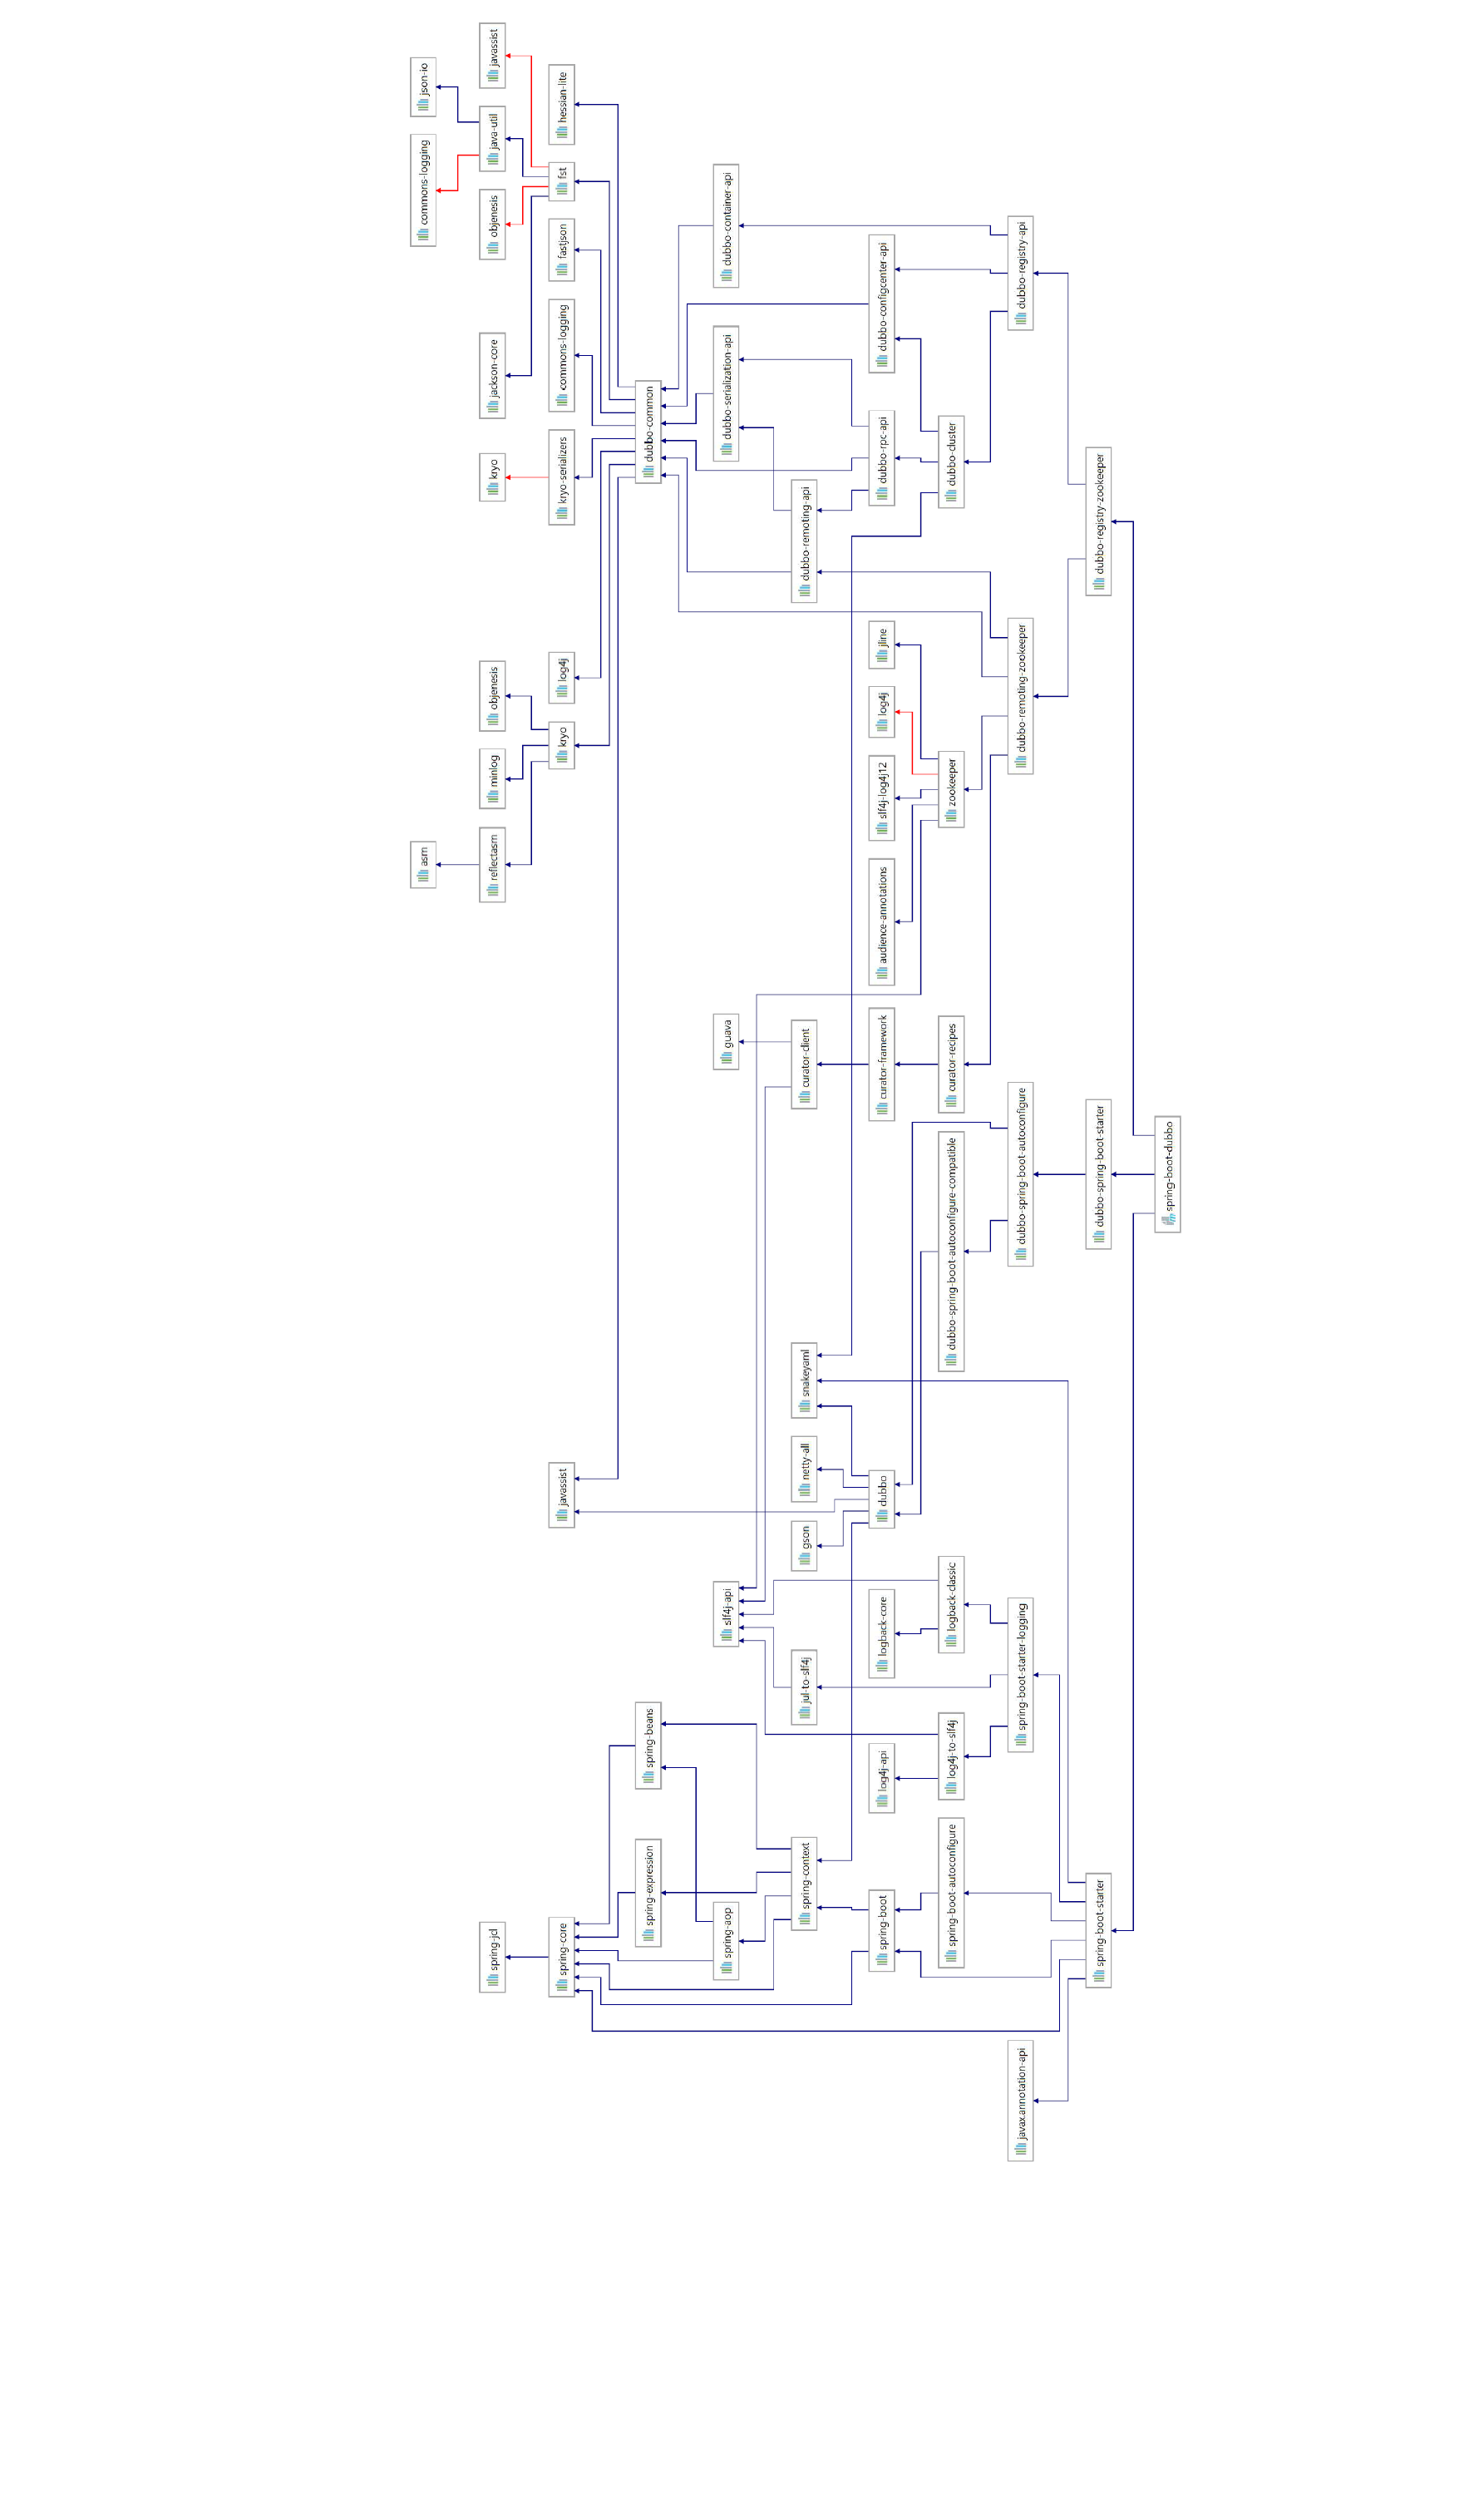 spring-boot-dubbo
spring-boot-starter
dubbo-spring-boot-starter
dubbo-registry-zookeeper
javax.annotation-api
spring-boot-starter-logging
dubbo-spring-boot-autoconfigure
dubbo-remoting-zookeeper
dubbo-registry-api
spring-boot-autoconfigure
log4j-to-slf4j
logback-classic
dubbo-spring-boot-autoconfigure-compatible
curator-recipes
zookeeper
dubbo-cluster
spring-boot
log4j-api
logback-core
dubbo
curator-framework
audience-annotations
slf4j-log4j12
log4j
jline
dubbo-rpc-api
dubbo-configcenter-api
spring-context
jul-to-slf4j
gson
netty-all
snakeyaml
curator-client
dubbo-remoting-api
spring-aop
slf4j-api
guava
dubbo-serialization-api
dubbo-container-api
spring-expression
spring-beans
dubbo-common
spring-core
javassist
kryo
log4j
kryo-serializers
commons-logging
fastjson
fst
hessian-lite
spring-jcl
reflectasm
minlog
objenesis
kryo
jackson-core
objenesis
java-util
javassist
asm
commons-logging
json-io